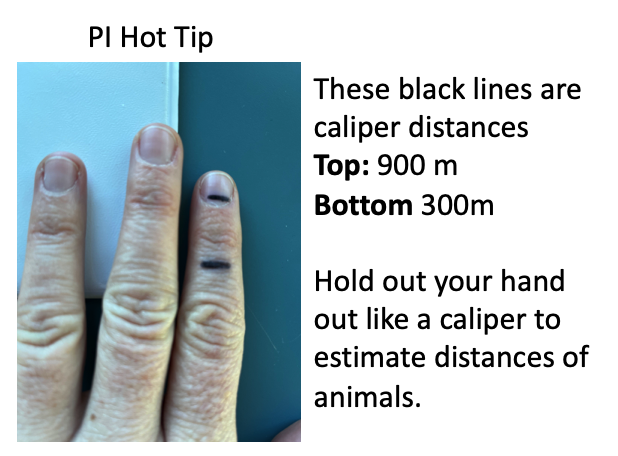 PI Hot Tip
These black lines are
caliper distances
Top: 900 m
Bottom 300m
Hold out your hand
out like a caliper to
estimate distances of
animals.